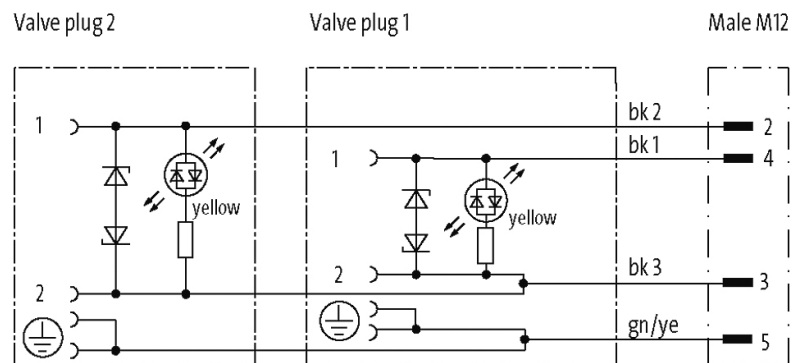 Valve plug 2 Valve plug 1 Male M12
1 bk 2 2
1 bk 1 4
yellow yellow
2 bk 3 3
2
gn/ye 5